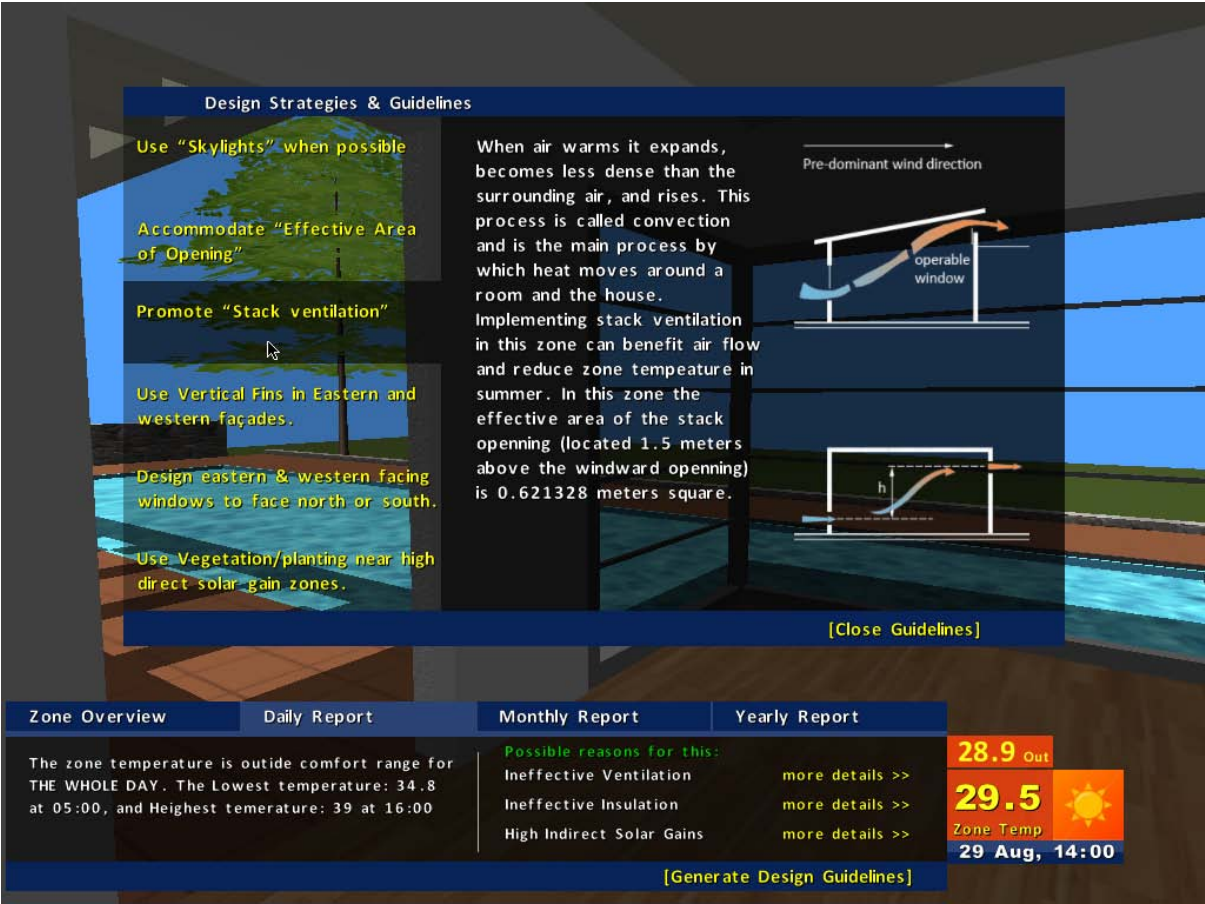 Design Strategies & Guidelines
Use “Skylights” when possible
Accommodate “Effective Area
of Opening”
Promote “Stack ventilation”
Use Vertical Fins in Eastern and
western façades.
Design eastern & western facing
windows to face north or south.
Use Vegetation/planting near high
direct solar gain zones.
When air warms it expands,
becomes less dense than the
surrounding air, and rises. This
process is called convection
and is the main process by
which heat moves around a
room and the house.
Implementing stack ventilation
in this zone can benefit air flow
and reduce zone tempeature in
summer. In this zone the
effective area of the stack
openning (located 1.5 meters
above the windward openning)
is 0.621328 meters square.
Pre-dominant wind direction
operable
window
h
[Close Guidelines]
Zone Overview
Daily Report
Monthly Report
Yearly Report
The zone temperature is outide comfort range for
THE WHOLE DAY. The Lowest temperature: 34.8
at 05:00, and Heighest temerature: 39 at 16:00
Possible reasons for this:
Ineffective Ventilation more details >>
Ineffective Insulation more details >>
High Indirect Solar Gains more details >>
[Generate Design Guidelines]
28.9 Out
29.5
Zone Temp
29 Aug, 14:00